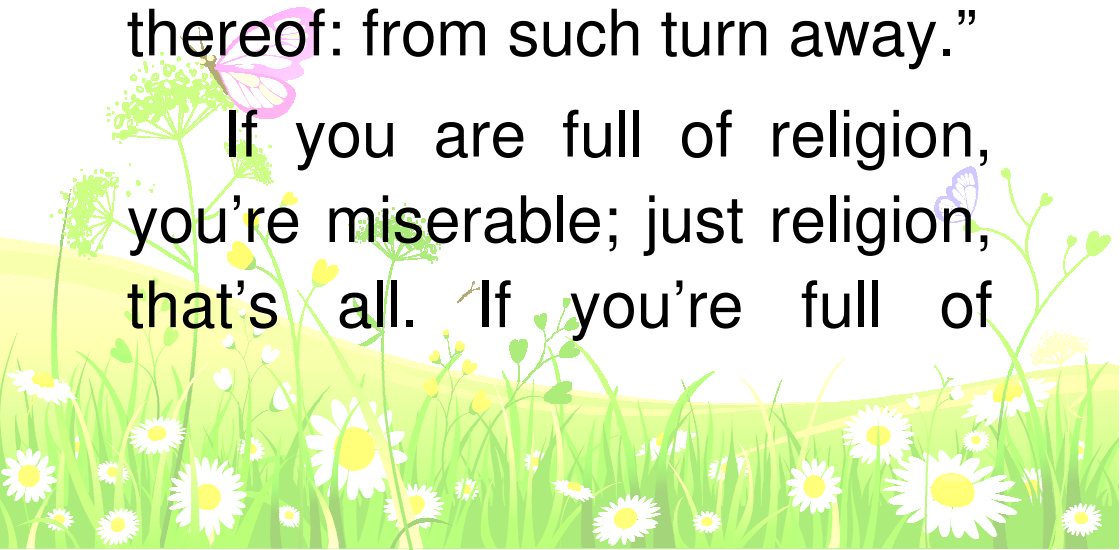 thereof: from such turn away.”
If you are full of religion,
you’re miserable; just religion,
that’s all. If you’re full of